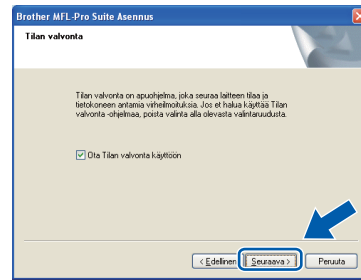 Brother MFL-Pro Suite Asennus
Tilan valvonta
Tilan valvonta on apuohjelma, joka seuraa laitteen tilaa ja
tietokoneen antamia virheilmoituksia. Jos et halua käyttää Tilan
valvonta -ohjelmaa, poista valinta alla olevasta valintaruudusta.
Ota Tilan valvonta käyttöön
< Edellinen Seuraava > Peruuta